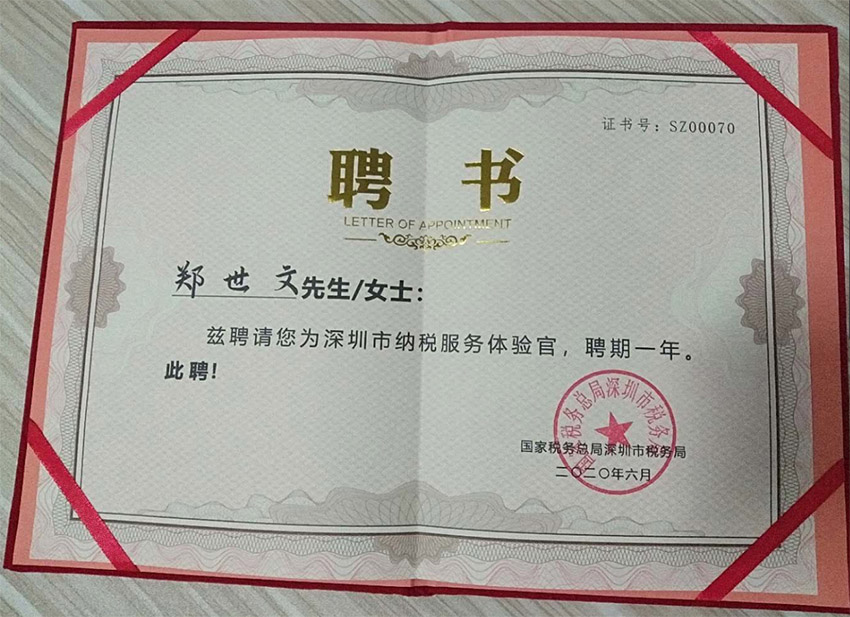 证书号：SZ00070
聘 书
LETTER OF APPOINTMENT
郑世文先生/女士：
兹聘请您为深圳市纳税服务体验官，聘期一年。
此聘！
国家税务总局深圳市税务局
国家税务总局深圳市税务局
二〇二〇年六月